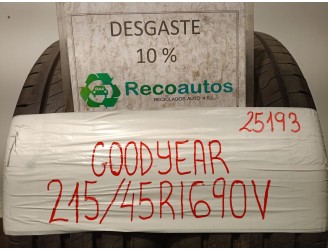 DESGASTE
10 %
Recoautos
RECICLADOS AUTO 4 S.L.
25193
GOODYEAR
215/45R1690V